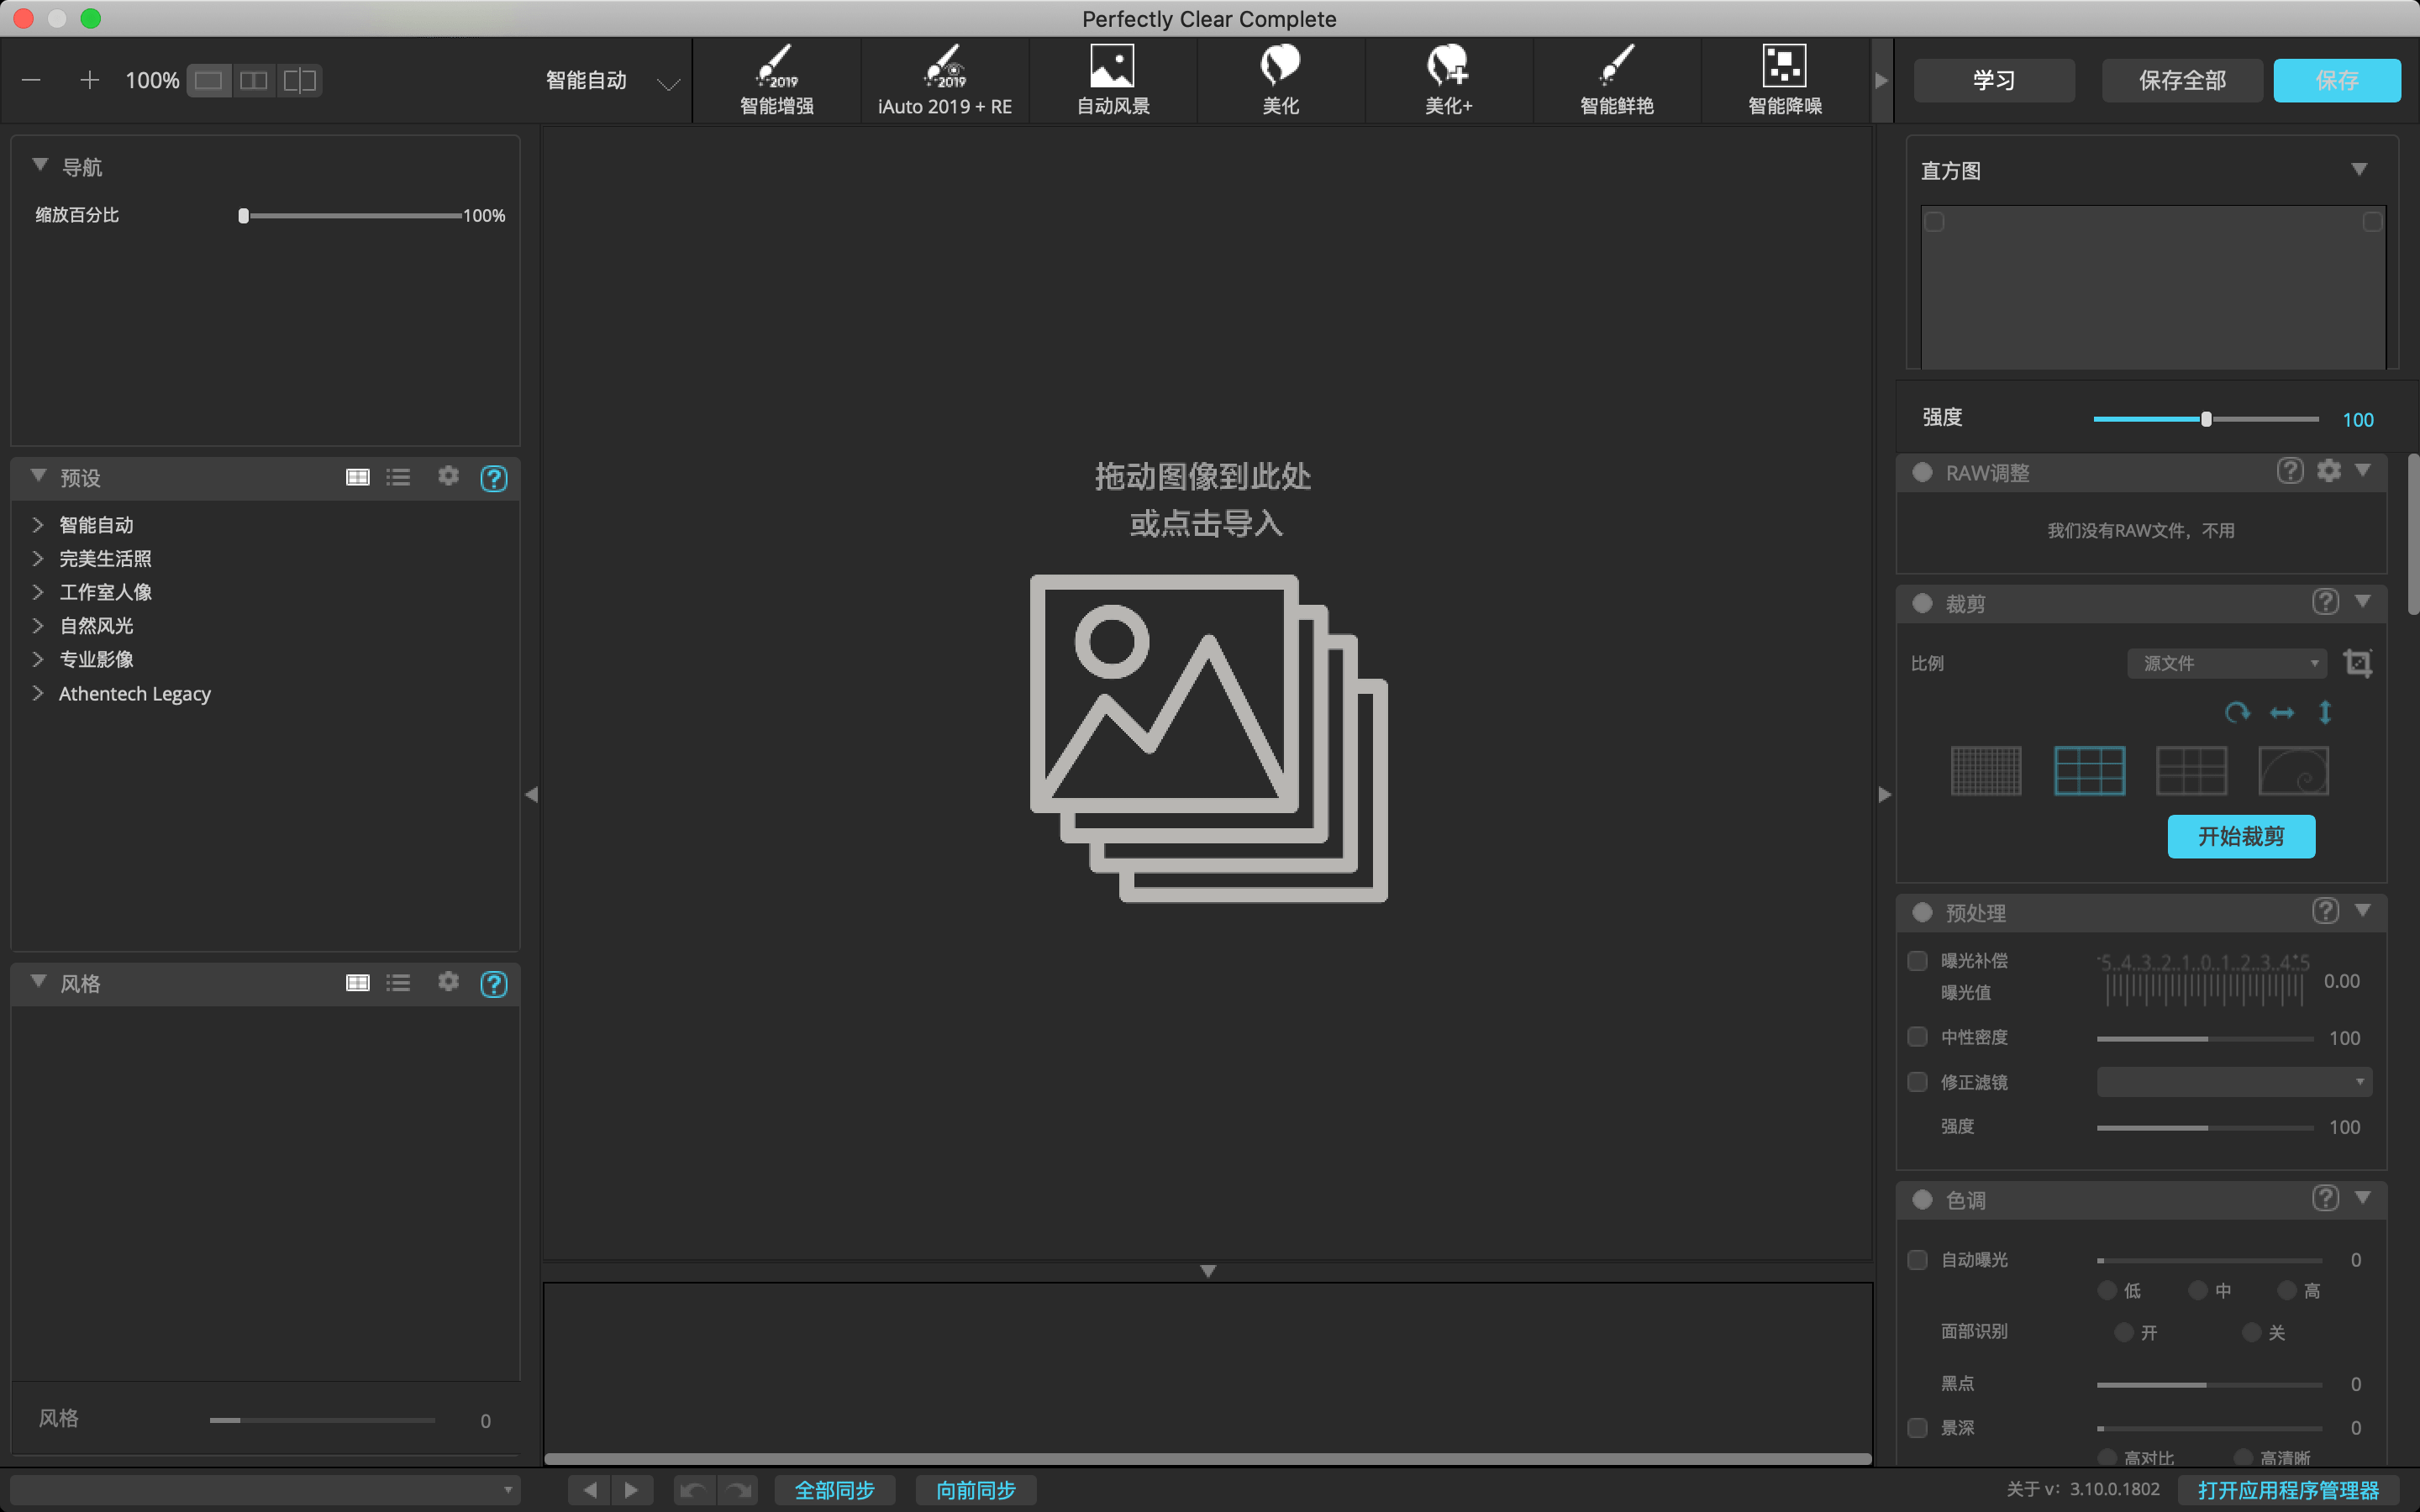 Perfectly Clear Complete
100%
智能自动
2019
智能增强
2019
iAuto 2019 + RE
自动风景
美化
美化+
智能鲜艳
智能降噪
学习
保存全部
保存
导航
缩放百分比
100%
预设
?
智能自动
完美生活照
工作室人像
自然风光
专业影像
Athentech Legacy
风格
?
风格
0
拖动图像到此处
或点击导入
直方图
强度
100
RAW调整
?
我们没有RAW文件，不用
裁剪
?
比例
源文件
开始裁剪
预处理
?
曝光补偿
-5..4..3..2..1..0..1..2..3..4.+5
曝光值
0.00
中性密度
100
修正滤镜
强度
100
色调
?
自动曝光
0
低
中
高
面部识别
开
关
黑点
0
景深
0
高对比
高清晰
全部同步
向前同步
关于 v: 3.10.0.1802
打开应用程序管理器